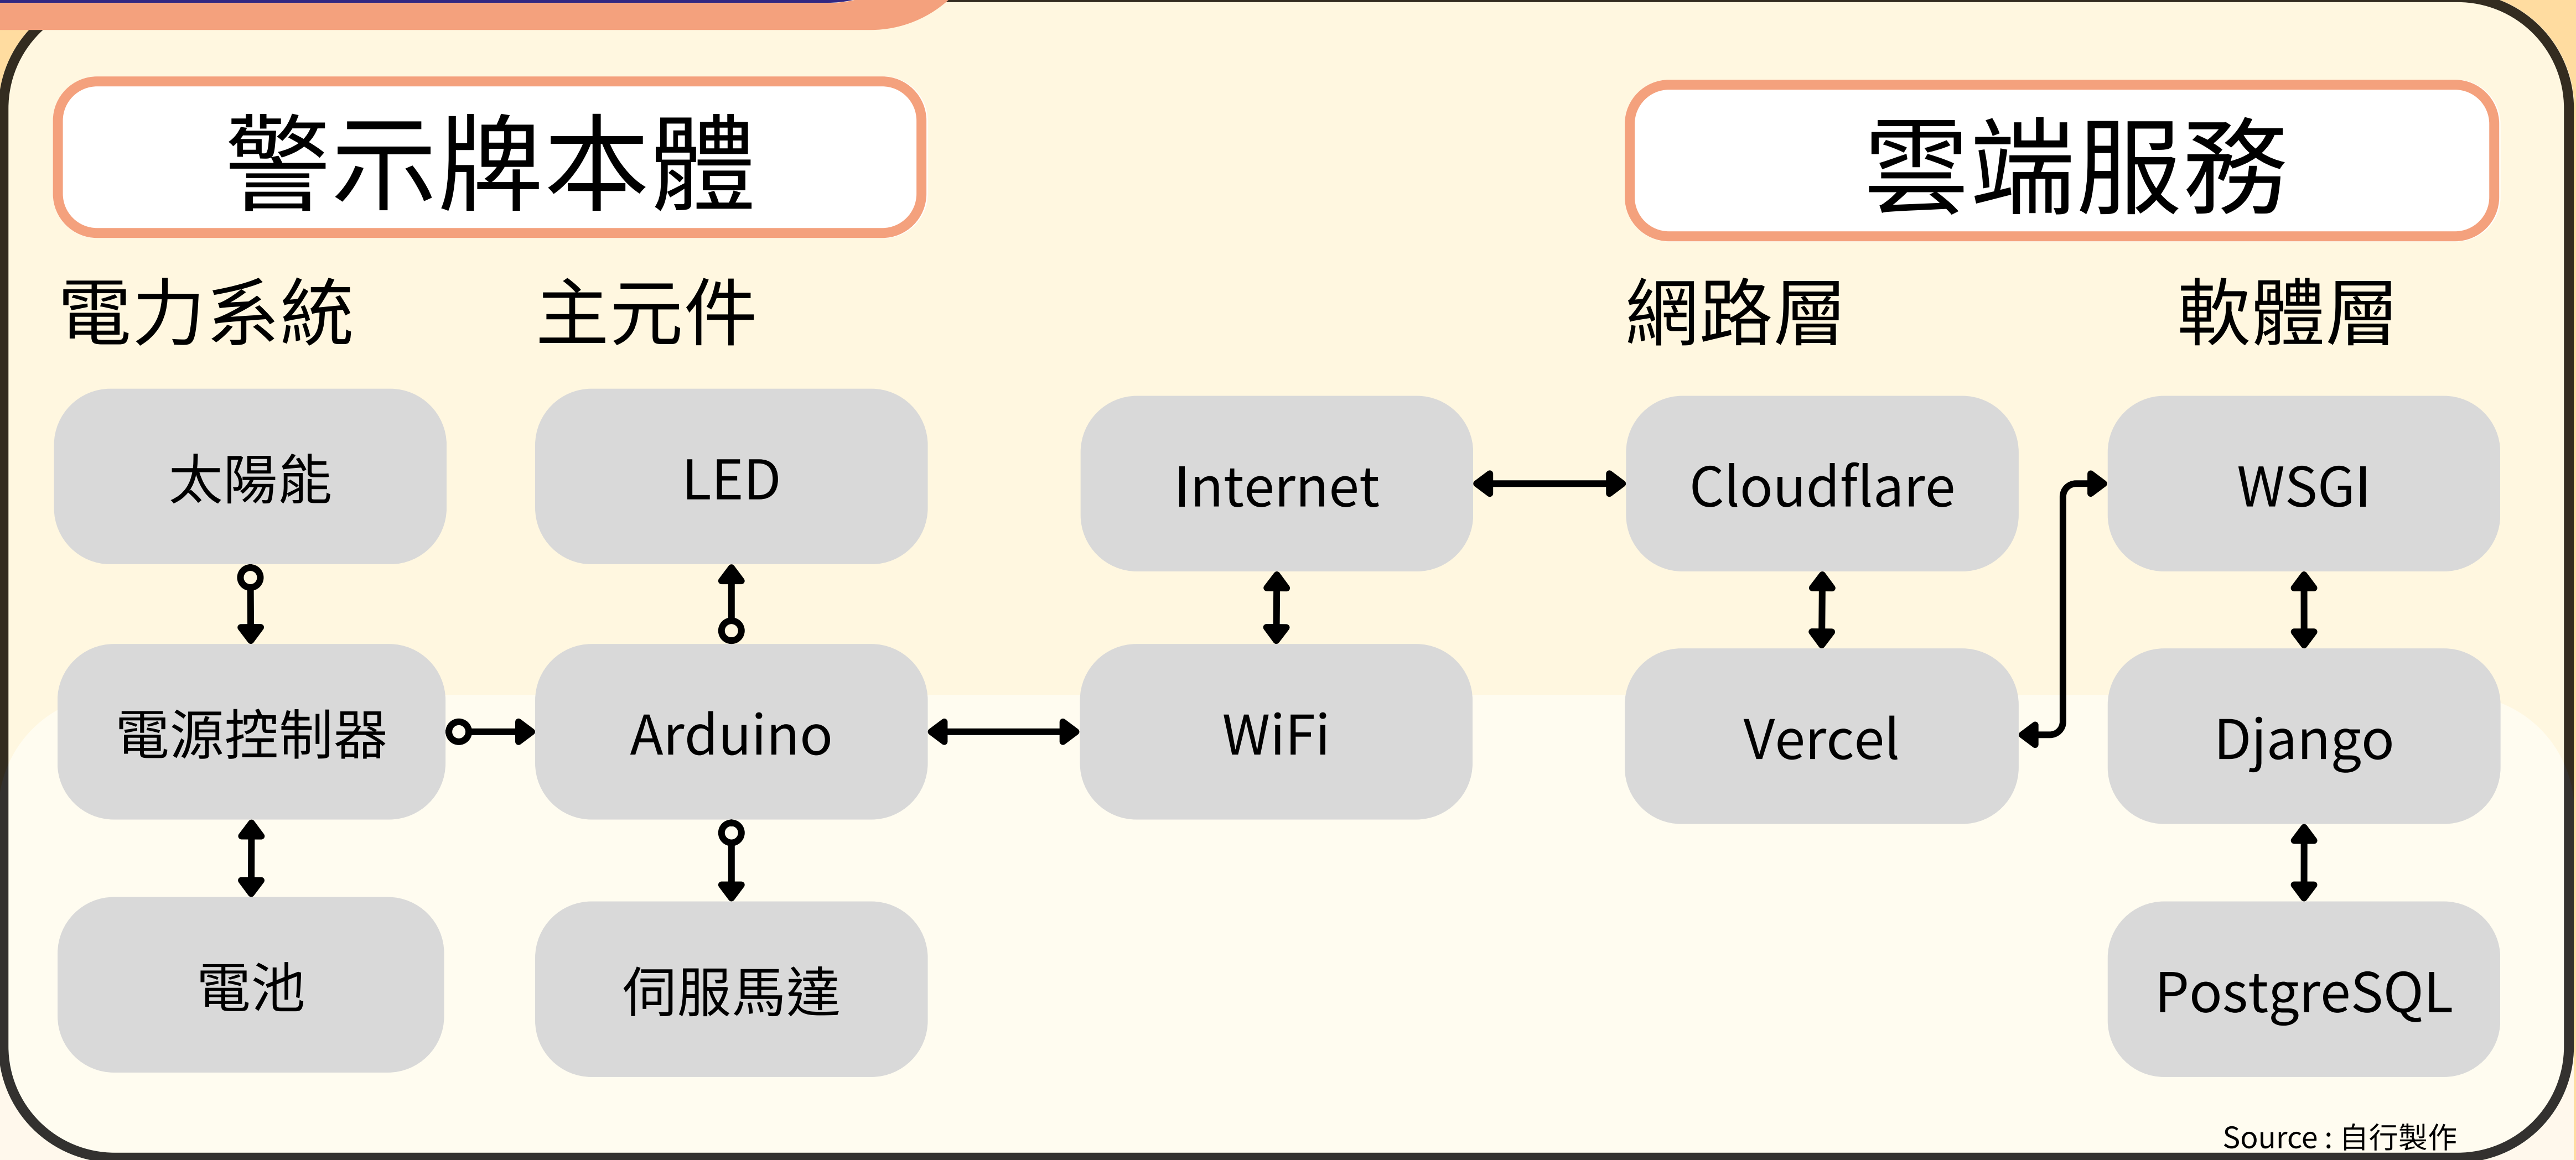 警示牌本體
雲端服務
電力系統
主元件
網路層
軟體層
太陽能
LED
Internet
Cloudflare
WSGI
電源控制器
Arduino
WiFi
Vercel
Django
電池
伺服馬達
PostgreSQL
Source : 自行製作